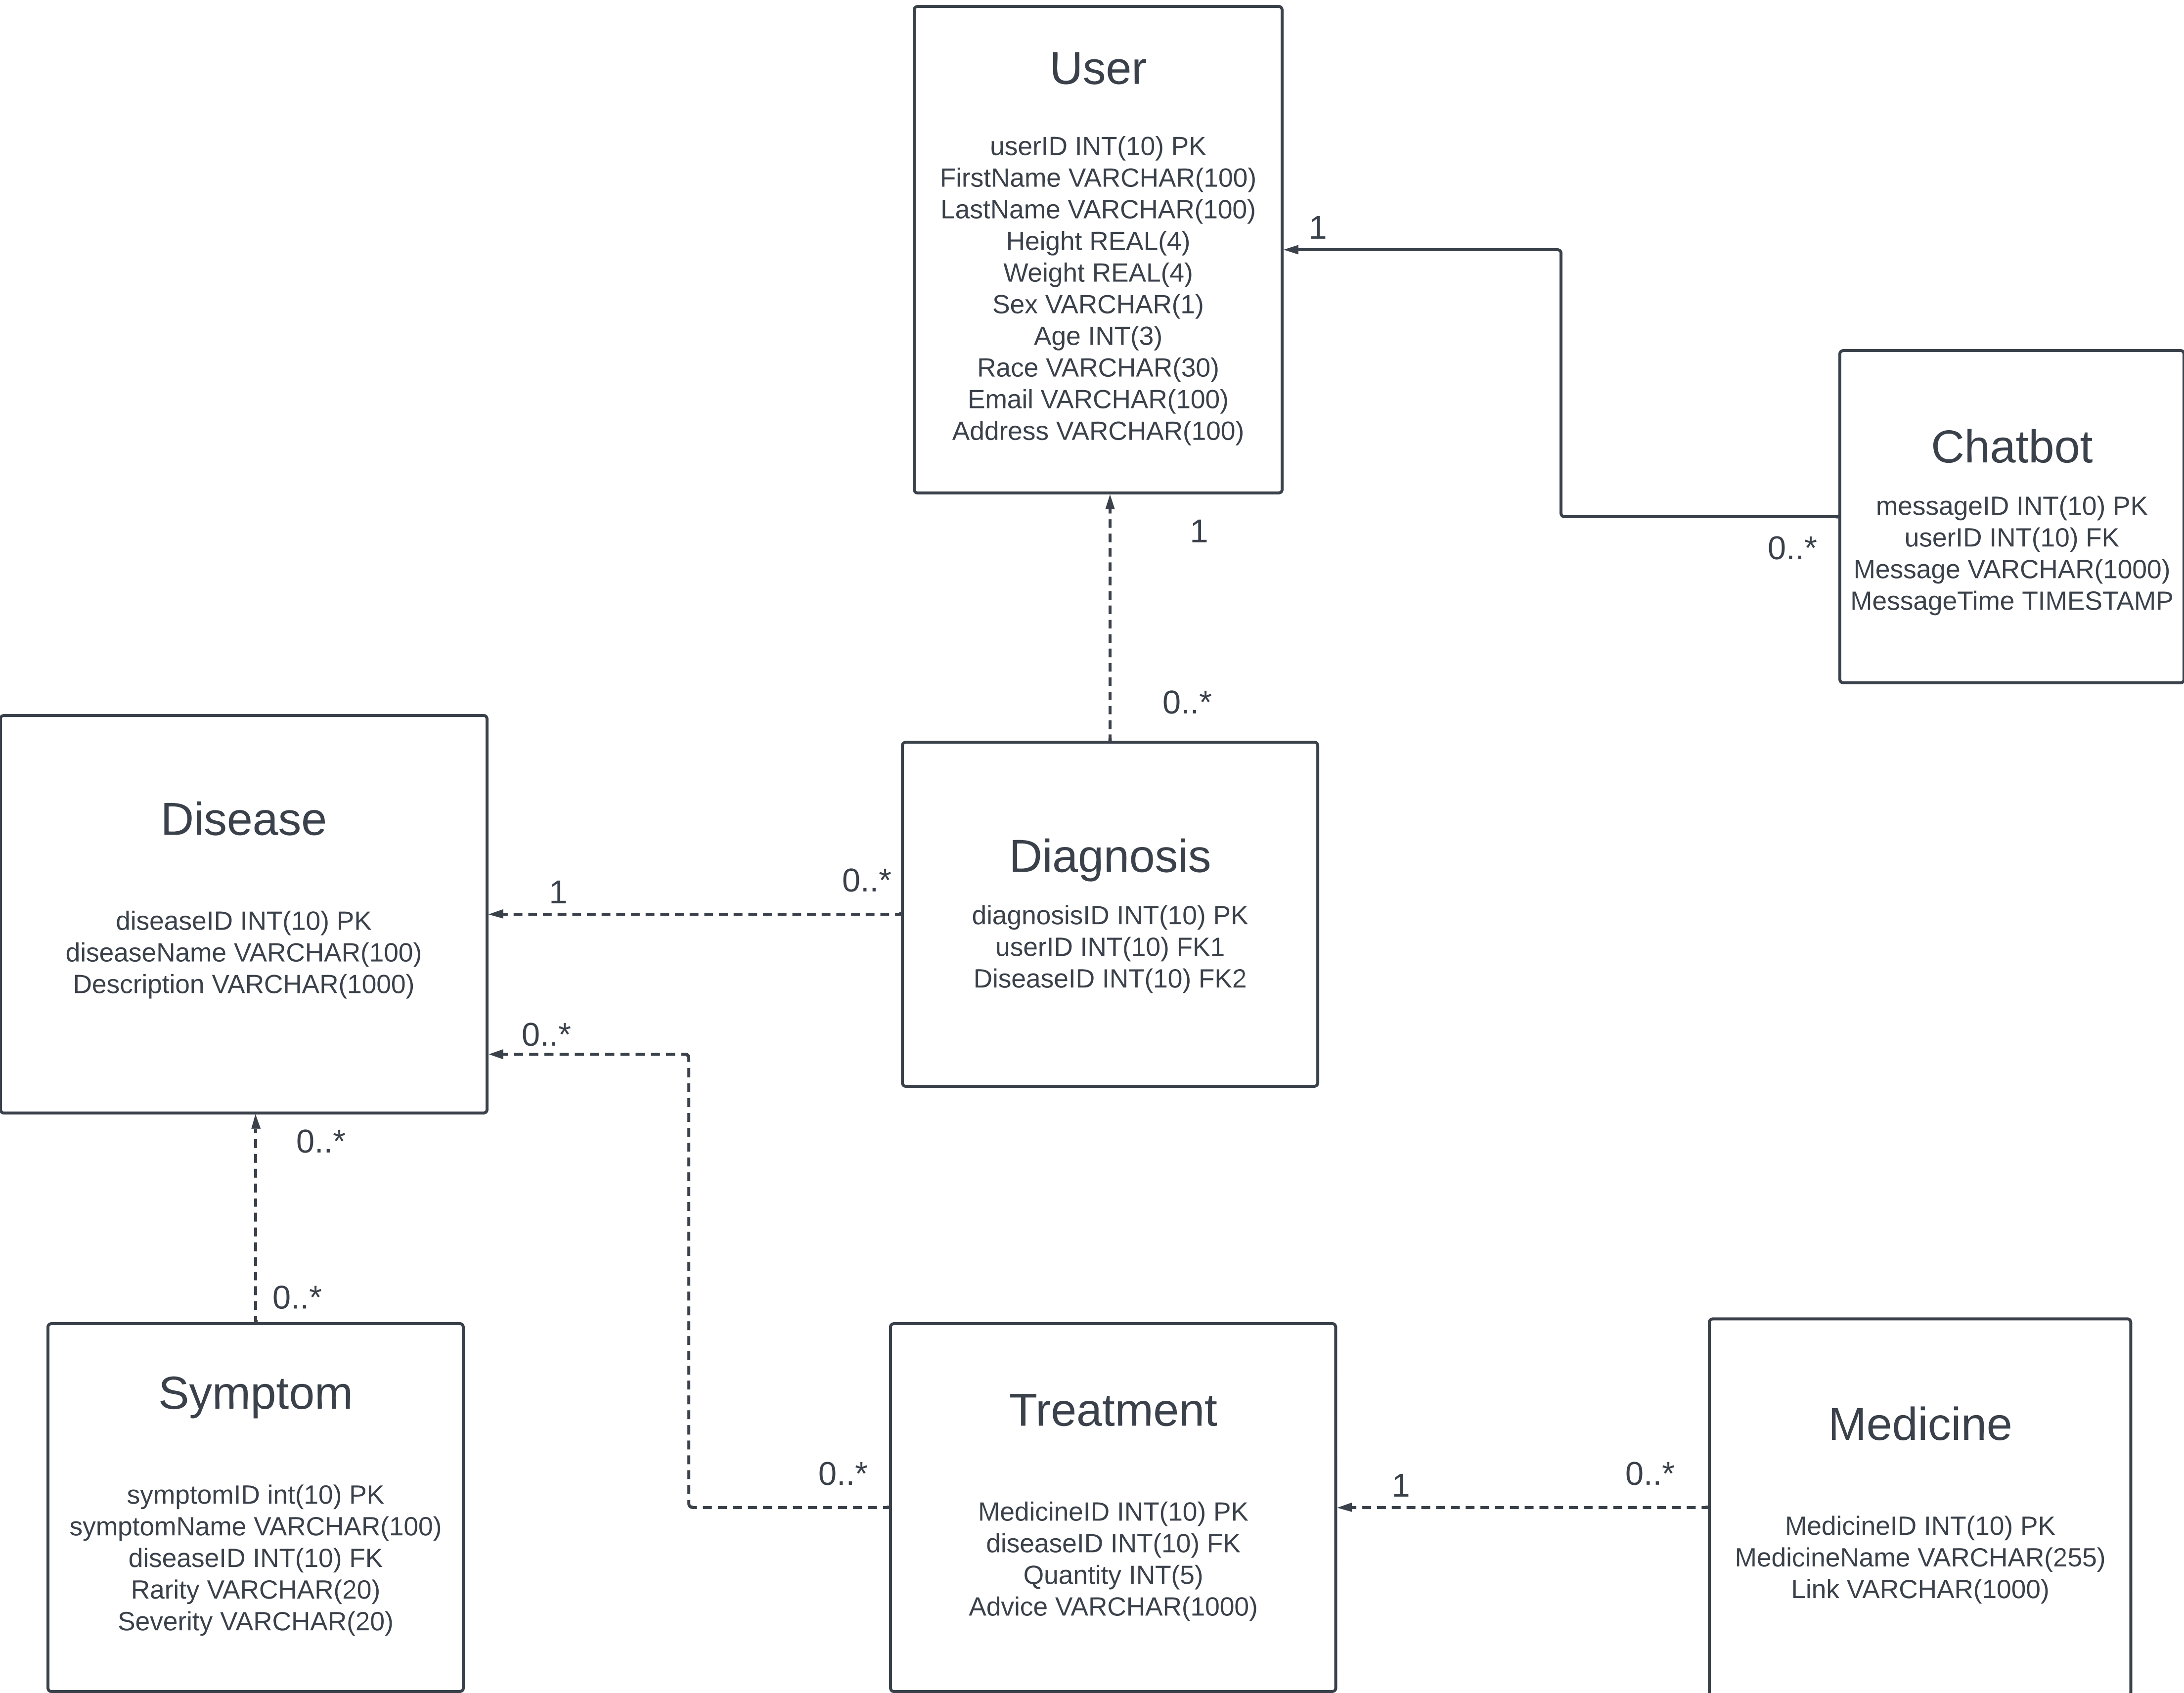 User
userID INT(10) PK
FirstName VARCHAR(100)
LastName VARCHAR(100)
Height REAL(4)
Weight REAL(4)
Sex VARCHAR(1)
Age INT(3)
Race VARCHAR(30)
Email VARCHAR(100)
Address VARCHAR(100)
1
1
0..*
Chatbot
messageID INT(10) PK
userID INT(10) FK
Message VARCHAR(1000)
MessageTime TIMESTAMP
0..*
Disease
diseaseID INT(10) PK
diseaseName VARCHAR(100)
Description VARCHAR(1000)
1
0..*
Diagnosis
diagnosisID INT(10) PK
userID INT(10) FK1
DiseaseID INT(10) FK2
0..*
0..*
0..*
Symptom
symptomID int(10) PK
symptomName VARCHAR(100)
diseaseID INT(10) FK
Rarity VARCHAR(20)
Severity VARCHAR(20)
0..*
Treatment
MedicineID INT(10) PK
diseaseID INT(10) FK
Quantity INT(5)
Advice VARCHAR(1000)
1
0..*
Medicine
MedicineID INT(10) PK
MedicineName VARCHAR(255)
Link VARCHAR(1000)